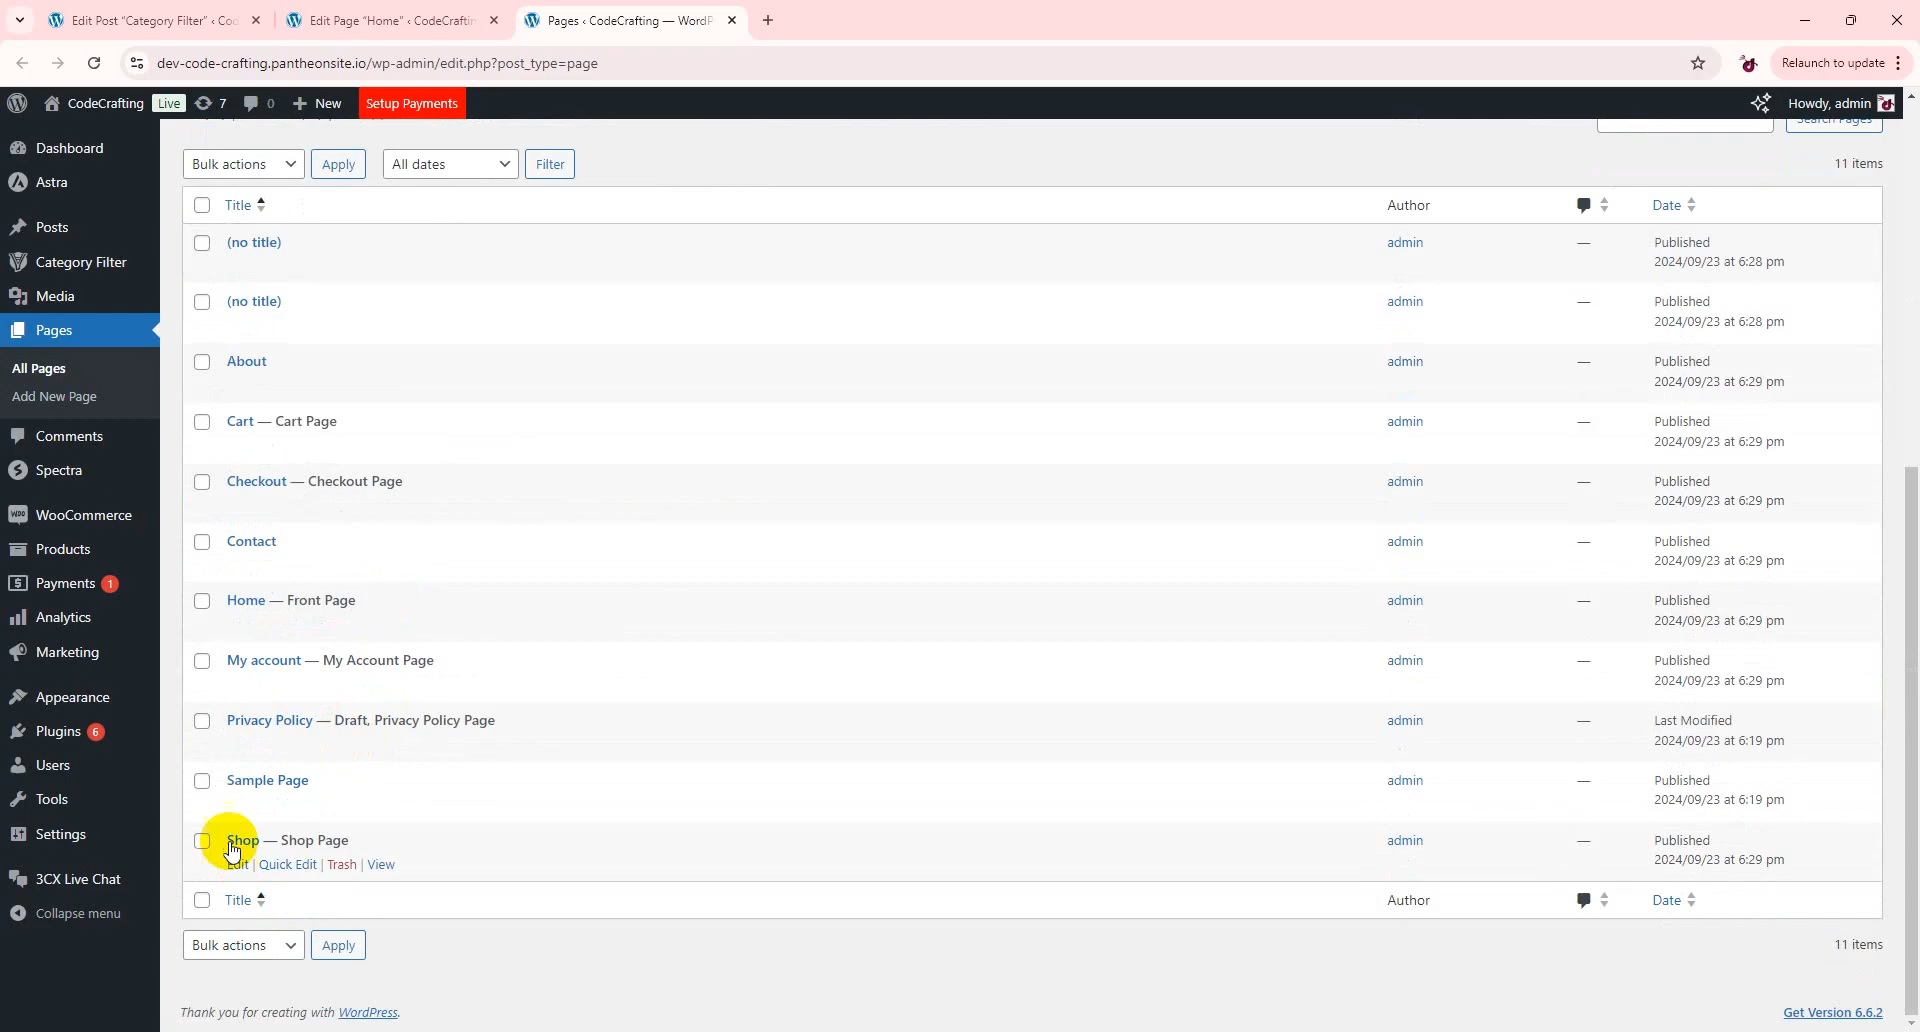 Edit Post “Category Filter” ‹ Cod
Edit Page “Home” ‹ CodeCraftin
Pages ‹ CodeCrafting — WordP
dev-code-crafting.pantheonsite.io/wp-admin/edit.php?post_type=page
Relaunch to update
CodeCrafting Live 7 0 New Setup Payments
Howdy, admin
Search Pages
Dashboard
Astra
Posts
Category Filter
Media
Pages
All Pages
Add New Page
Comments
Spectra
WooCommerce
Products
Payments 1
Analytics
Marketing
Appearance
Plugins 6
Users
Tools
Settings
3CX Live Chat
Collapse menu
Bulk actions Apply All dates Filter 11 items
Title Author Date
(no title) admin — Published
2024/09/23 at 6:28 pm
(no title) admin — Published
2024/09/23 at 6:28 pm
About admin — Published
2024/09/23 at 6:29 pm
Cart — Cart Page admin — Published
2024/09/23 at 6:29 pm
Checkout — Checkout Page admin — Published
2024/09/23 at 6:29 pm
Contact admin — Published
2024/09/23 at 6:29 pm
Home — Front Page admin — Published
2024/09/23 at 6:29 pm
My account — My Account Page admin — Published
2024/09/23 at 6:29 pm
Privacy Policy — Draft, Privacy Policy Page admin — Last Modified
2024/09/23 at 6:19 pm
Sample Page admin — Published
2024/09/23 at 6:19 pm
Shop — Shop Page admin — Published
Edit | Quick Edit | Trash | View 2024/09/23 at 6:29 pm
Title Author Date
Bulk actions Apply 11 items
Thank you for creating with WordPress.
Get Version 6.6.2